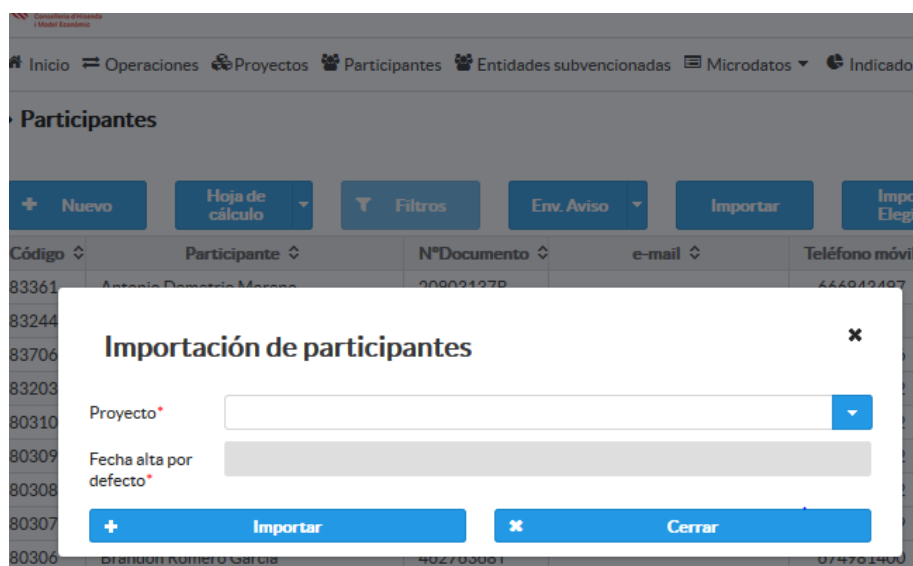 Conselleria d'Hisenda
i Model Econòmic
Inicio Operaciones Proyectos Participantes Entidades subvencionadas Microdatos Indicado
Participantes
Nuevo Hoja de cálculo Filtros Env. Aviso Importar Impo Eleg
Código Participante NºDocumento e-mail Teléfono móvil
83361
83244
83706
83203
80310
80309
80308
80307
80306
Importación de participantes
Proyecto*
Fecha alta por
defecto*
Importar Cerrar